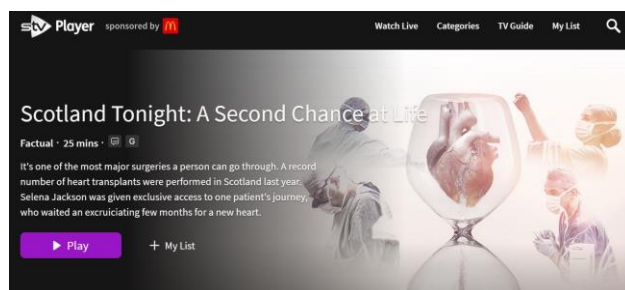 stv Player sponsored by M
Watch Live Categories TV Guide My List
Scotland Tonight: A Second Chance at Life
Factual · 25 mins · G
It's one of the most major surgeries a person can go through. A record
number of heart transplants were performed in Scotland last year.
Selena Jackson was given exclusive access to one patient's journey,
who waited an excruiciating few months for a new heart.
Play + My List